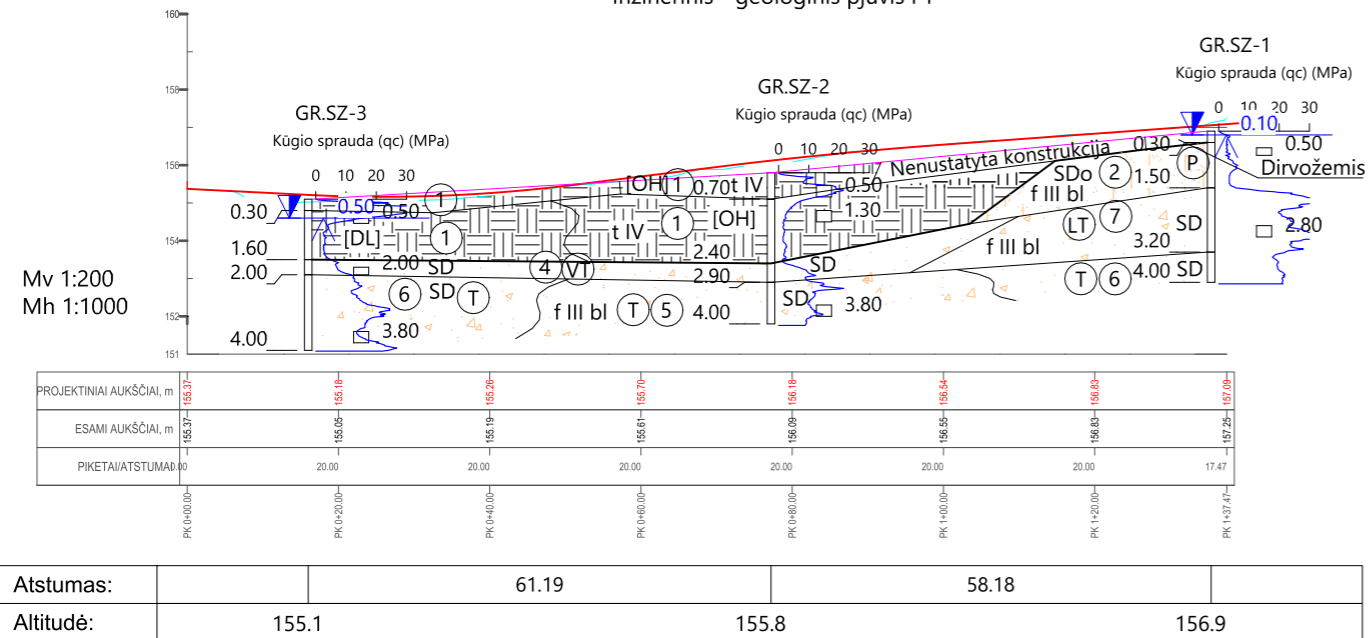 160
158
156
154
152
151
GR.SZ-3
Kūgio sprauda (qc) (MPa)
0 10 20 30
GR.SZ-2
Kūgio sprauda (qc) (MPa)
0 10 20 30
GR.SZ-1
Kūgio sprauda (qc) (MPa)
0 10 20 30
0.10
0.50
Dirvožemis
2.80
0.30
1.60
2.00
4.00
0.50
0.50
2.00
3.80
1
[DL]
1
SD
SD
6
T
4
VT
t IV
f III bl
T
5
[OH]
1
0.70
t IV
1
[OH]
2.40
2.90
4.00
0.50
1.30
SD
SD
3.80
Nenustatyta konstrukcija
0.30
P
SDo
2
1.50
f III bl
LT
7
SD
3.20
f III bl
T
6
4.00
SD
Mv 1:200
Mh 1:1000
PROJEKTINIAI AUKŠČIAI, m 155.37 155.18 155.26 155.70 156.18 156.54 156.83 157.09
ESAMI AUKŠČIAI, m 155.37 155.05 155.19 155.61 156.09 156.55 156.83 157.25
20.00 20.00 20.00 20.00 20.00 20.00 17.47
PK 0+00.00 PK 0+20.00 PK 0+40.00 PK 0+60.00 PK 0+80.00 PK 1+00.00 PK 1+20.00 PK 1+37.47
Atstumas: 61.19 58.18
Altitudė: 155.1 155.8 156.9